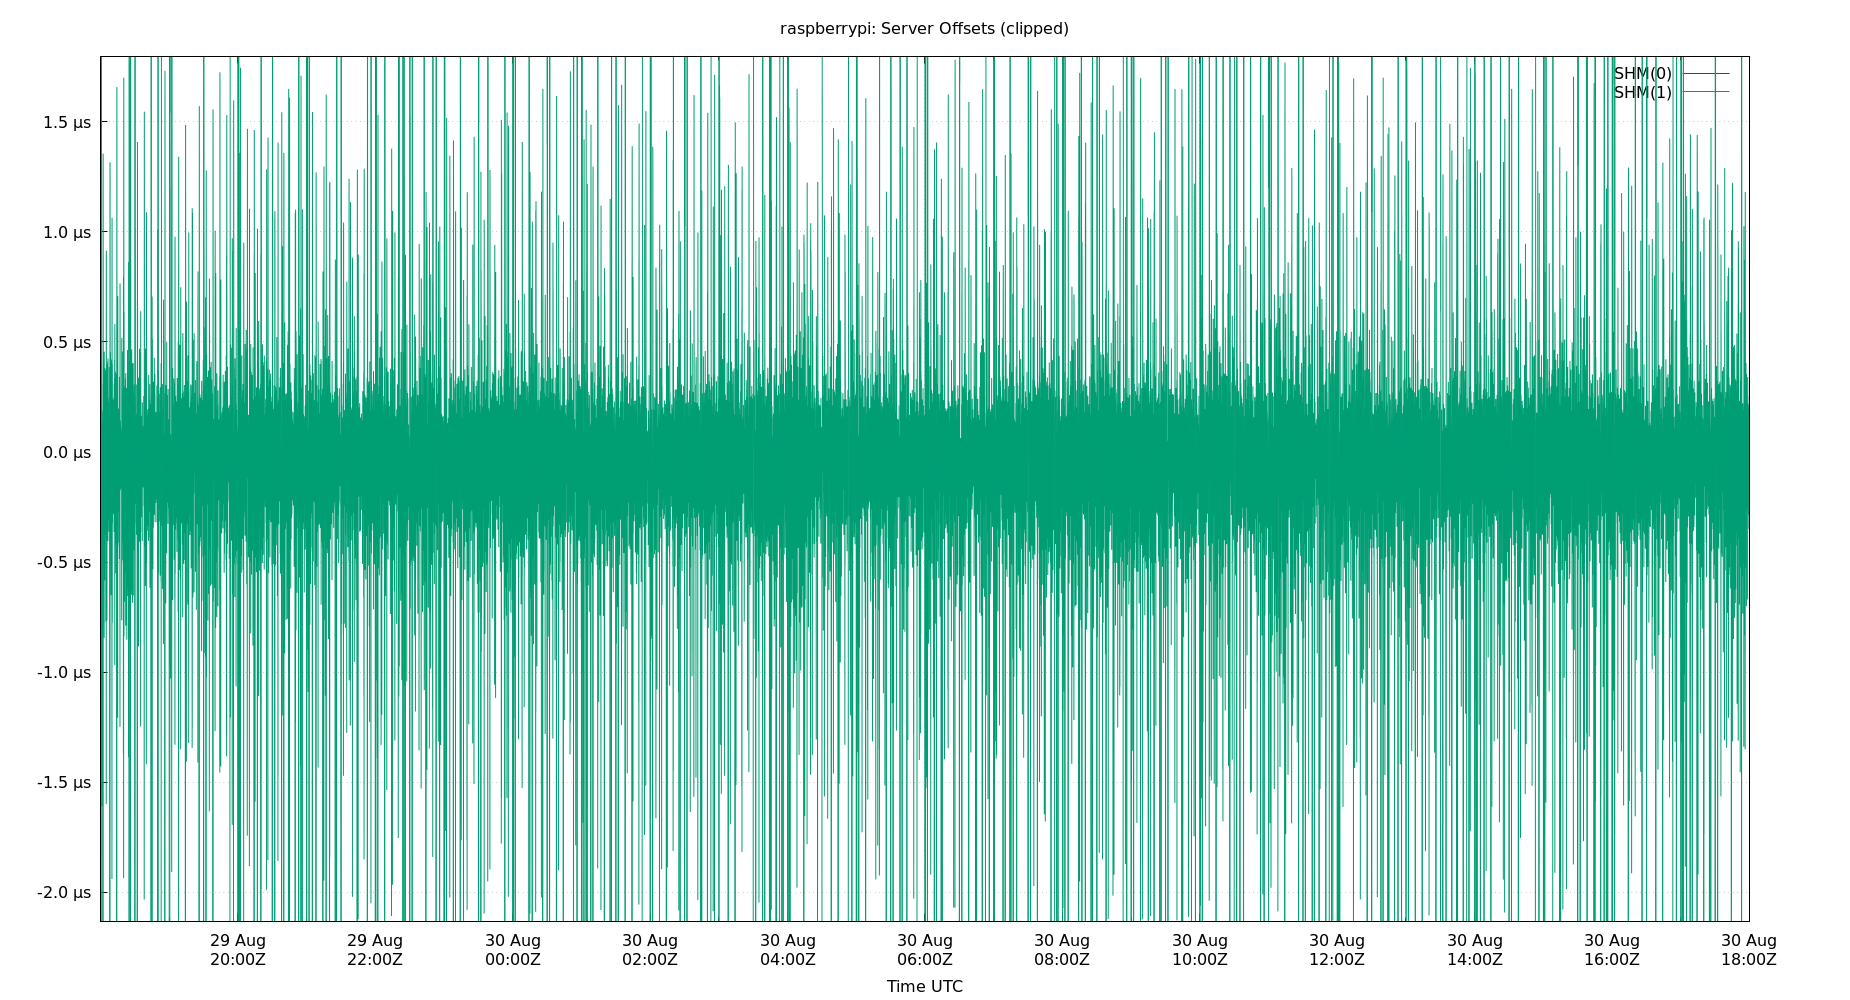 raspberrypi: Server Offsets (clipped)
SHM(0)
SHM(1)
1.5 µs
1.0 µs
0.5 µs
0.0 µs
-0.5 µs
-1.0 µs
-1.5 µs
-2.0 µs
29 Aug 29 Aug 30 Aug 30 Aug 30 Aug 30 Aug 30 Aug 30 Aug 30 Aug 30 Aug 30 Aug 30 Aug
20:00Z 22:00Z 00:00Z 02:00Z 04:00Z 06:00Z 08:00Z 10:00Z 12:00Z 14:00Z 16:00Z 18:00Z
Time UTC